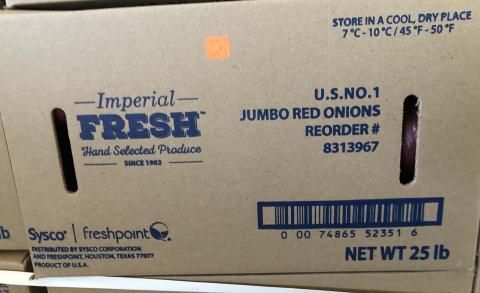 STORE IN A COOL, DRY PLACE
7 °C - 10 °C / 45 °F - 50 °F
Imperial
FRESH™
Hand Selected Produce
SINCE 1983
U.S.NO.1
JUMBO RED ONIONS
REORDER #
8313967
0 00 74865 52351 6
NET WT 25 lb
lb
Sysco® | freshpoint
DISTRIBUTED BY SYSCO CORPORATION
AND FRESHPOINT, HOUSTON, TEXAS 77077
PRODUCT OF U.S.A.